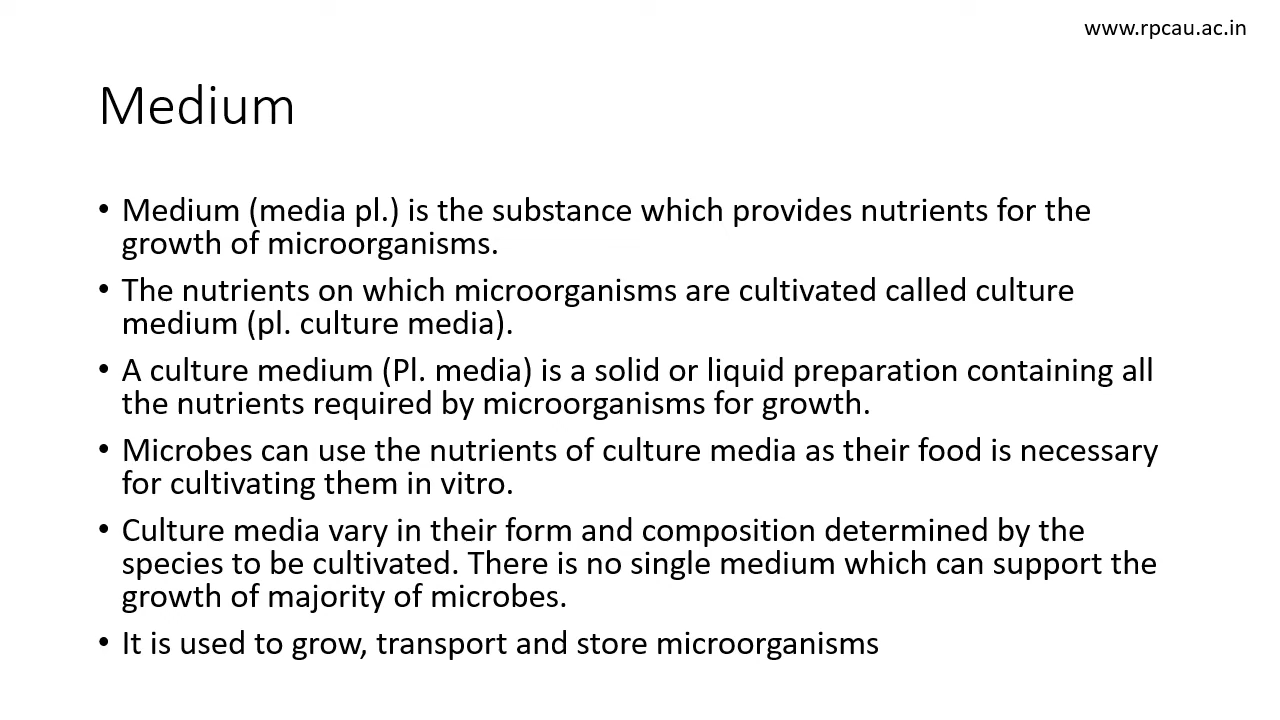 www.rpcau.ac.in
Medium
• Medium (media pl.) is the substance which provides nutrients for the
growth of microorganisms.
• The nutrients on which microorganisms are cultivated called culture
medium (pl. culture media).
• A culture medium (Pl. media) is a solid or liquid preparation containing all
the nutrients required by microorganisms for growth.
• Microbes can use the nutrients of culture media as their food is necessary
for cultivating them in vitro.
• Culture media vary in their form and composition determined by the
species to be cultivated. There is no single medium which can support the
growth of majority of microbes.
• It is used to grow, transport and store microorganisms